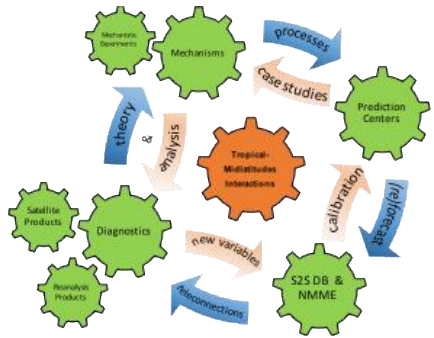 Mechanistic
Experiments
Mechanisms
processes
case studies
Prediction
Centers
theory
&
analysis
Tropical-
Midlatitudes
Interactions
calibration
(re)forecast
Satellite
Products
Diagnostics
new variables
S2S DB &
NMME
Reanalysis
Products
teleconnections